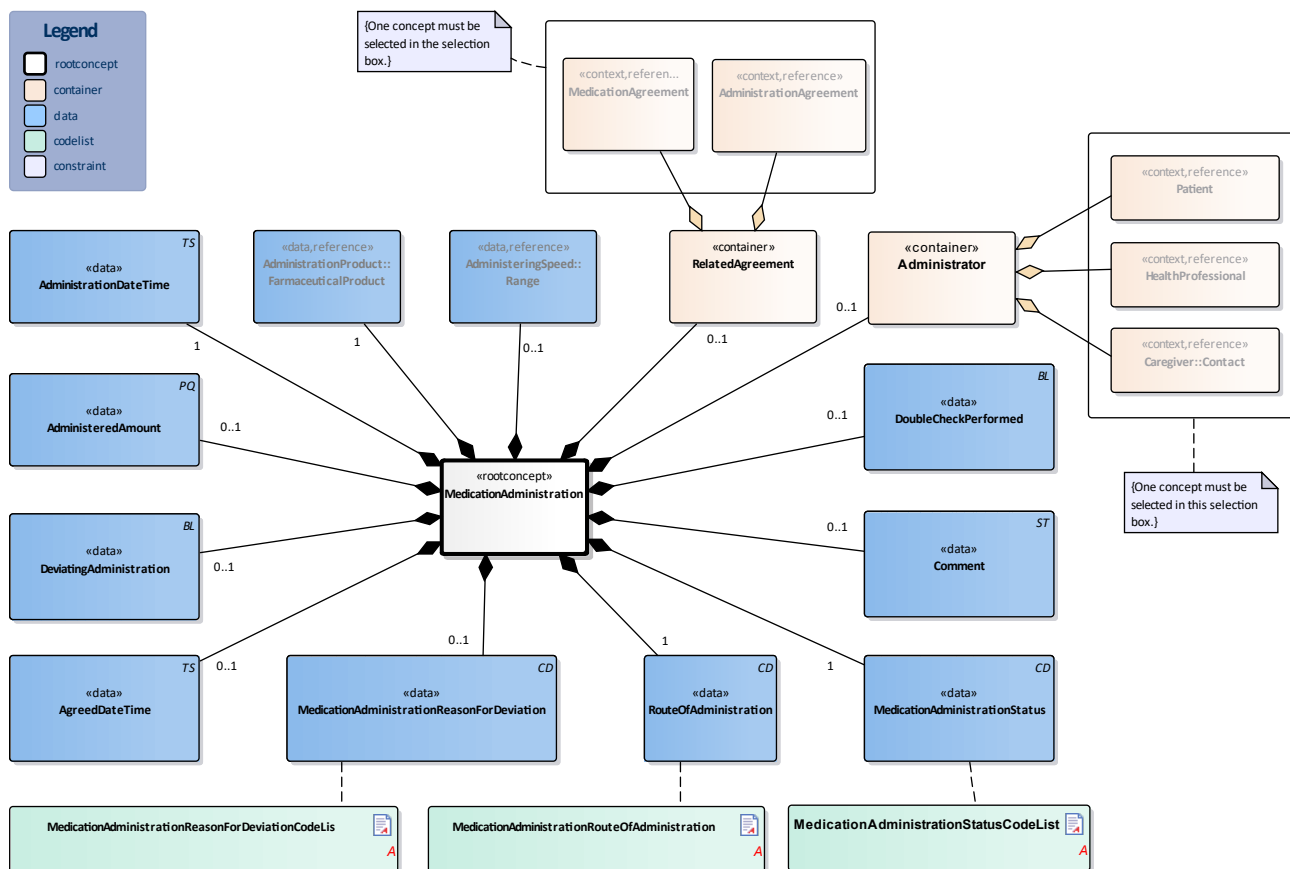 Legend
rootconcept
container
data
codelist
constraint
{One concept must be
selected in the selection
box.}
«context,referen...
MedicationAgreement
«context,reference»
AdministrationAgreement
«context,reference»
Patient
«context,reference»
HealthProfessional
«context,reference»
Caregiver::Contact
{One concept must be
selected in this selection
box.}
TS
«data»
AdministrationDateTime
«data,reference»
AdministrationProduct::
FarmaceuticalProduct
«data,reference»
AdministeringSpeed::
Range
«container»
RelatedAgreement
«container»
Administrator
1
1
0..1
0..1
0..1
PQ
«data»
AdministeredAmount
0..1
BL
«data»
DoubleCheckPerformed
0..1
«rootconcept»
MedicationAdministration
BL
«data»
DeviatingAdministration
0..1
ST
«data»
Comment
0..1
TS
«data»
AgreedDateTime
0..1
CD
«data»
MedicationAdministrationReasonForDeviation
0..1
CD
«data»
RouteOfAdministration
1
CD
«data»
MedicationAdministrationStatus
1
MedicationAdministrationReasonForDeviationCodeLis
A
MedicationAdministrationRouteOfAdministration
A
MedicationAdministrationStatusCodeList
A